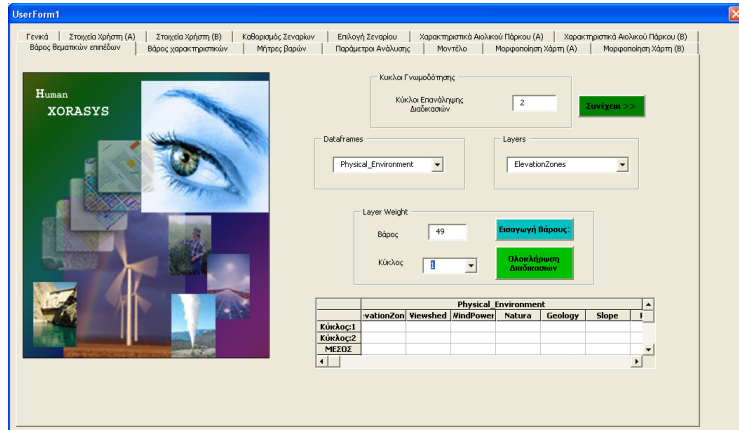 UserForm1
Γενικά Στοιχεία Χρήστη (Α) Στοιχεία Χρήστη (Β) Καθορισμός Σεναρίων Επιλογή Σεναρίου Χαρακτηριστικά Αιολικού Πάρκου (Α) Χαρακτηριστικά Αιολικού Πάρκου (Β)
Βάρος θεματικών επιπέδων Βάρος χαρακτηριστικών Μήτρες βαρών Παράμετροι Ανάλυσης Μοντέλο Μορφοποίηση Χάρτη (Α) Μορφοποίηση Χάρτη (Β)
Human
XORASYS
Κυκλοι Γνωμοδότησης
Κύκλοι Επανάληψης
Διαδικασιών
2
Συνέχεια >>
Dataframes
Physical_Environment
Layers
ElevationZones
Layer Weight
Βάρος
49
Εισαγωγή Βάρους:
Κύκλος
1
Ολοκλήρωση
Διαδικασιών
Physical_Environment
evationZon Viewshed WindPower Natura Geology Slope
Κύκλος:1
Κύκλος:2
ΜΕΣΟΣ